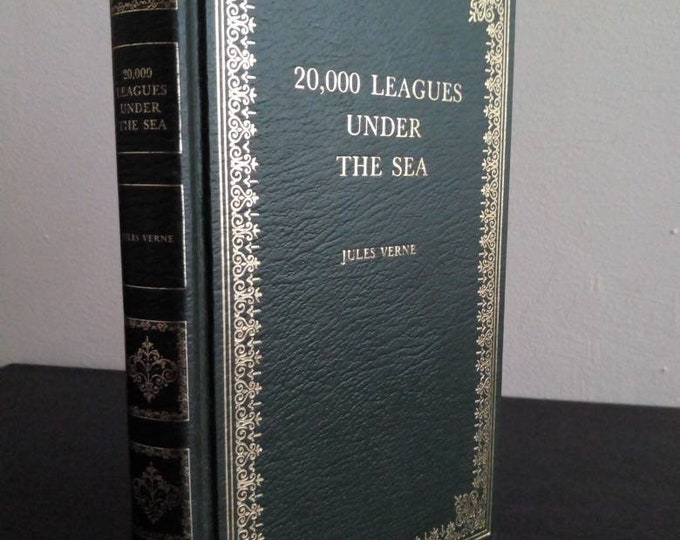 20,000
LEAGUES
UNDER
THE SEA
JULES VERNE
20,000 LEAGUES
UNDER
THE SEA
JULES VERNE